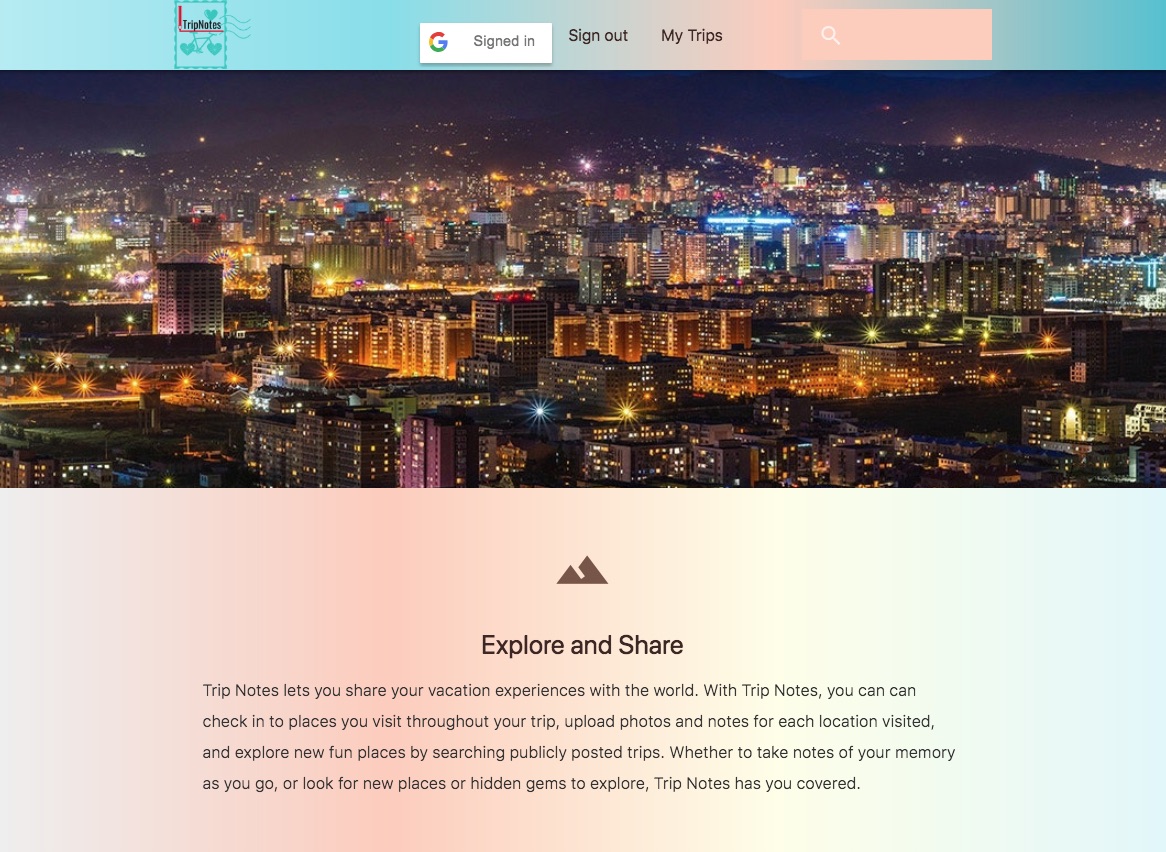 TripNotes
Signed in
Sign out
My Trips
Explore and Share
Trip Notes lets you share your vacation experiences with the world. With Trip Notes, you can can
check in to places you visit throughout your trip, upload photos and notes for each location visited,
and explore new fun places by searching publicly posted trips. Whether to take notes of your memory
as you go, or look for new places or hidden gems to explore, Trip Notes has you covered.